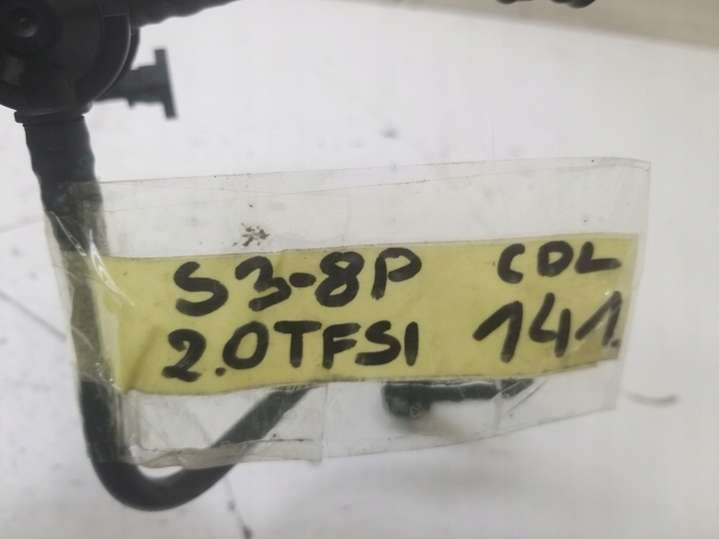 S3-8P CDL
2.0TFSI 141.